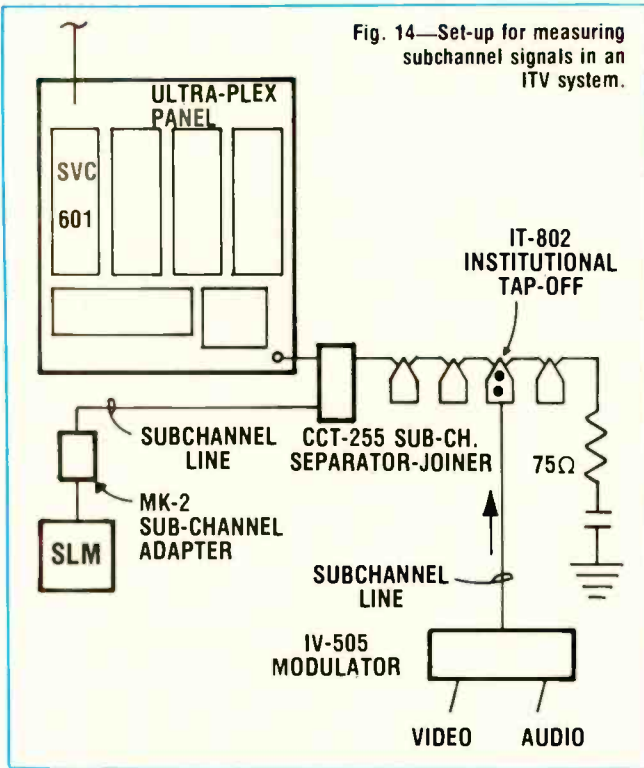 Fig. 14—Set-up for measuring
subchannel signals in an
ITV system.
ULTRA-PLEX
PANEL
SVC
601
IT-802
INSTITUTIONAL
TAP-OFF
SUBCHANNEL
LINE
CCT-255 SUB-CH.
SEPARATOR-JOINER
75Ω
MK-2
SUB-CHANNEL
ADAPTER
SLM
SUBCHANNEL
LINE
IV-505
MODULATOR
VIDEO AUDIO